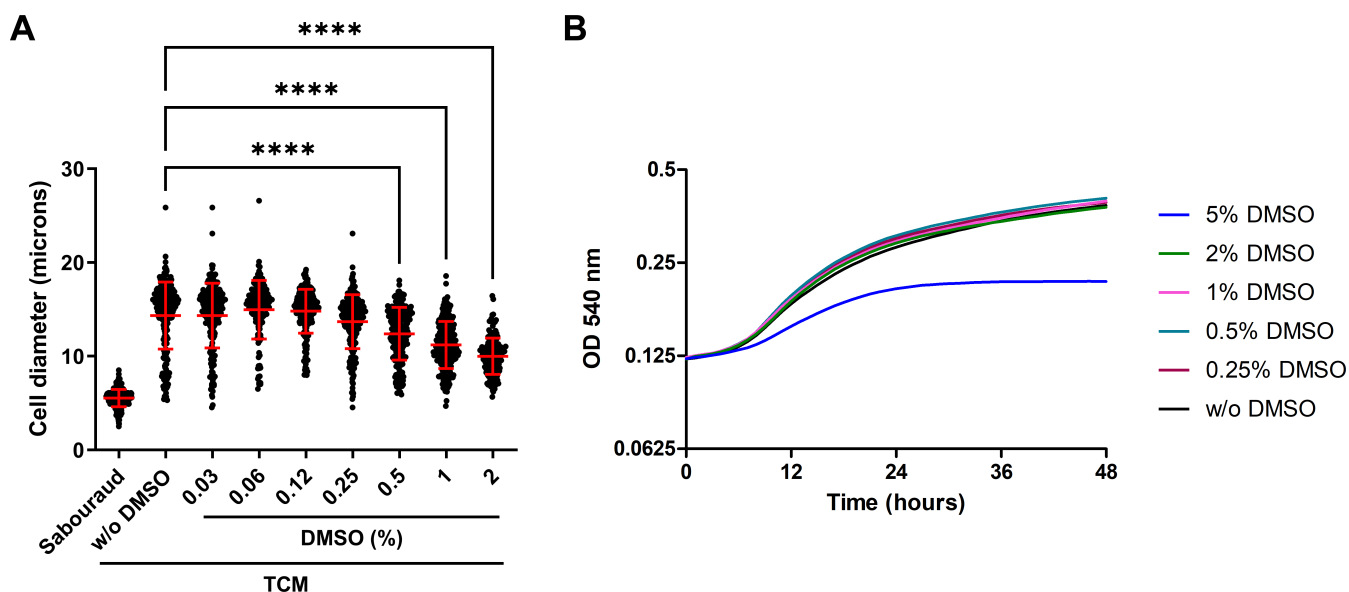 A
****
****
****
Cell diameter (microns)
30
20
10
0
Sabouraud
w/o DMSO
0.03
0.06
0.12
0.25
0.5
1
2
DMSO (%)
TCM
B
OD 540 nm
0.5
0.25
0.125
0.0625
0
12
24
36
48
Time (hours)
5% DMSO
2% DMSO
1% DMSO
0.5% DMSO
0.25% DMSO
w/o DMSO